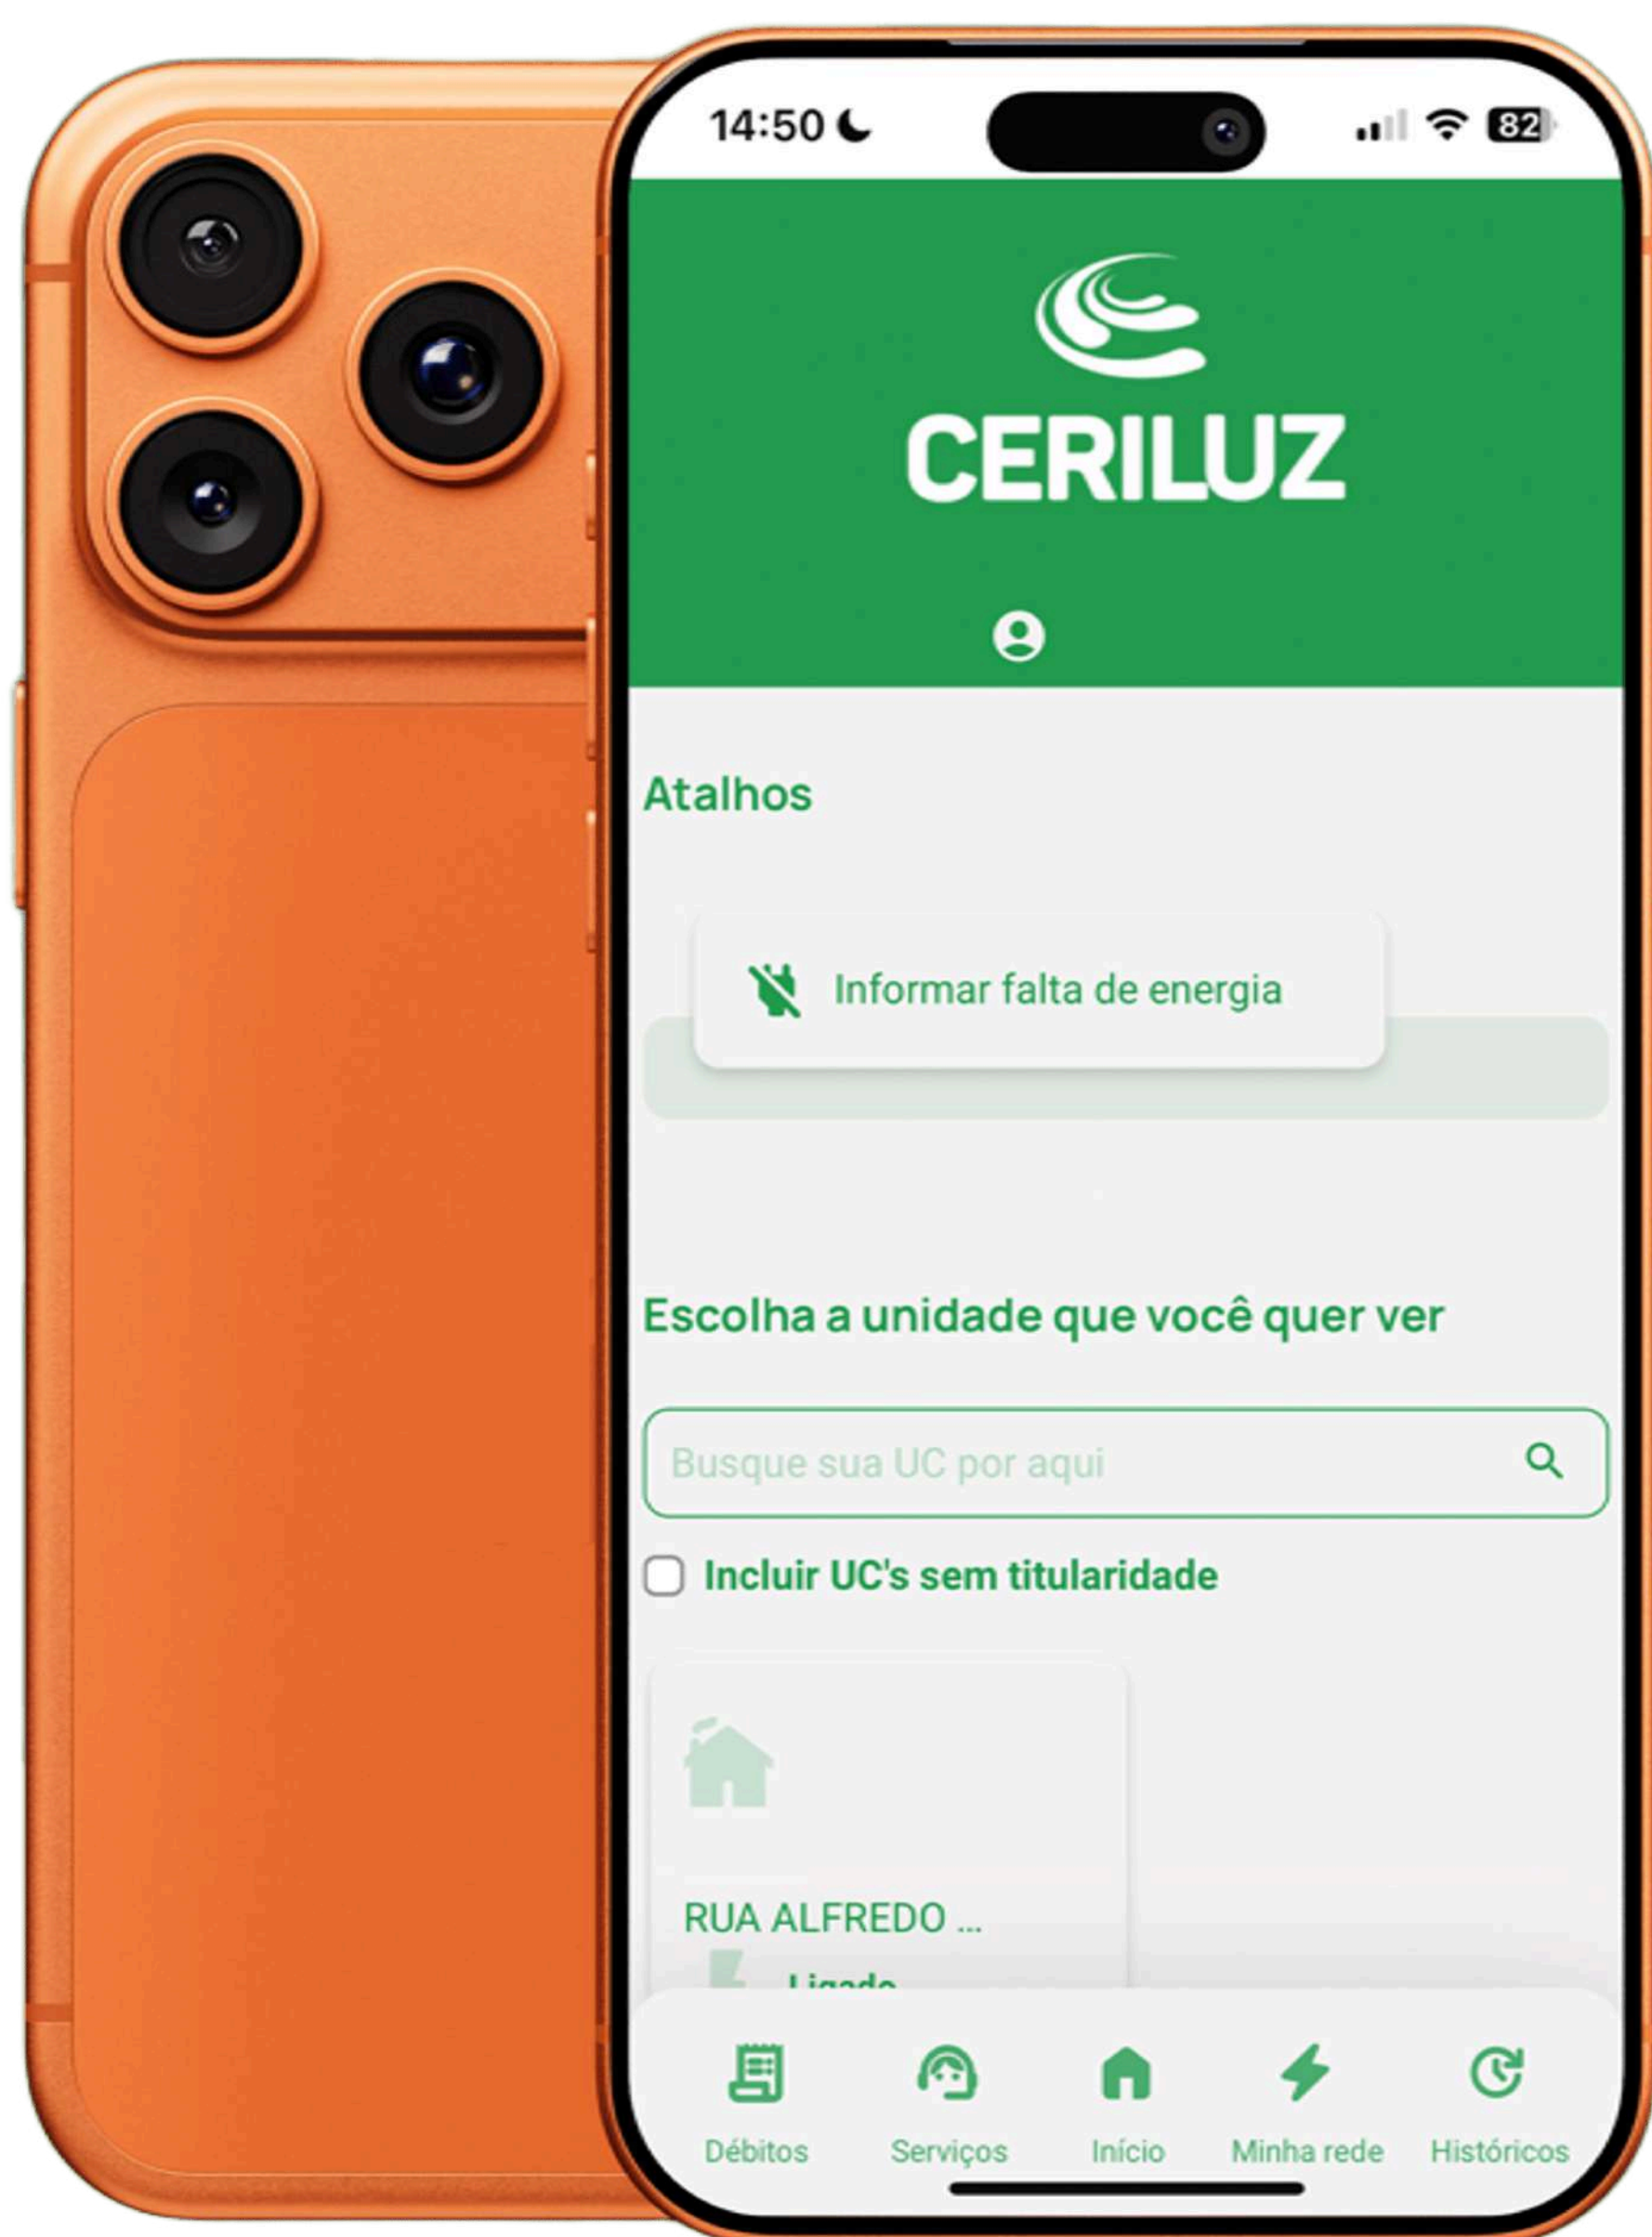 14:50
82
CERILUZ
Atalhos
Informar falta de energia
Escolha a unidade que você quer ver
Busque sua UC por aqui
Incluir UC's sem titularidade
RUA ALFREDO ...
Ligado
Débitos Serviços Início Minha rede Históricos